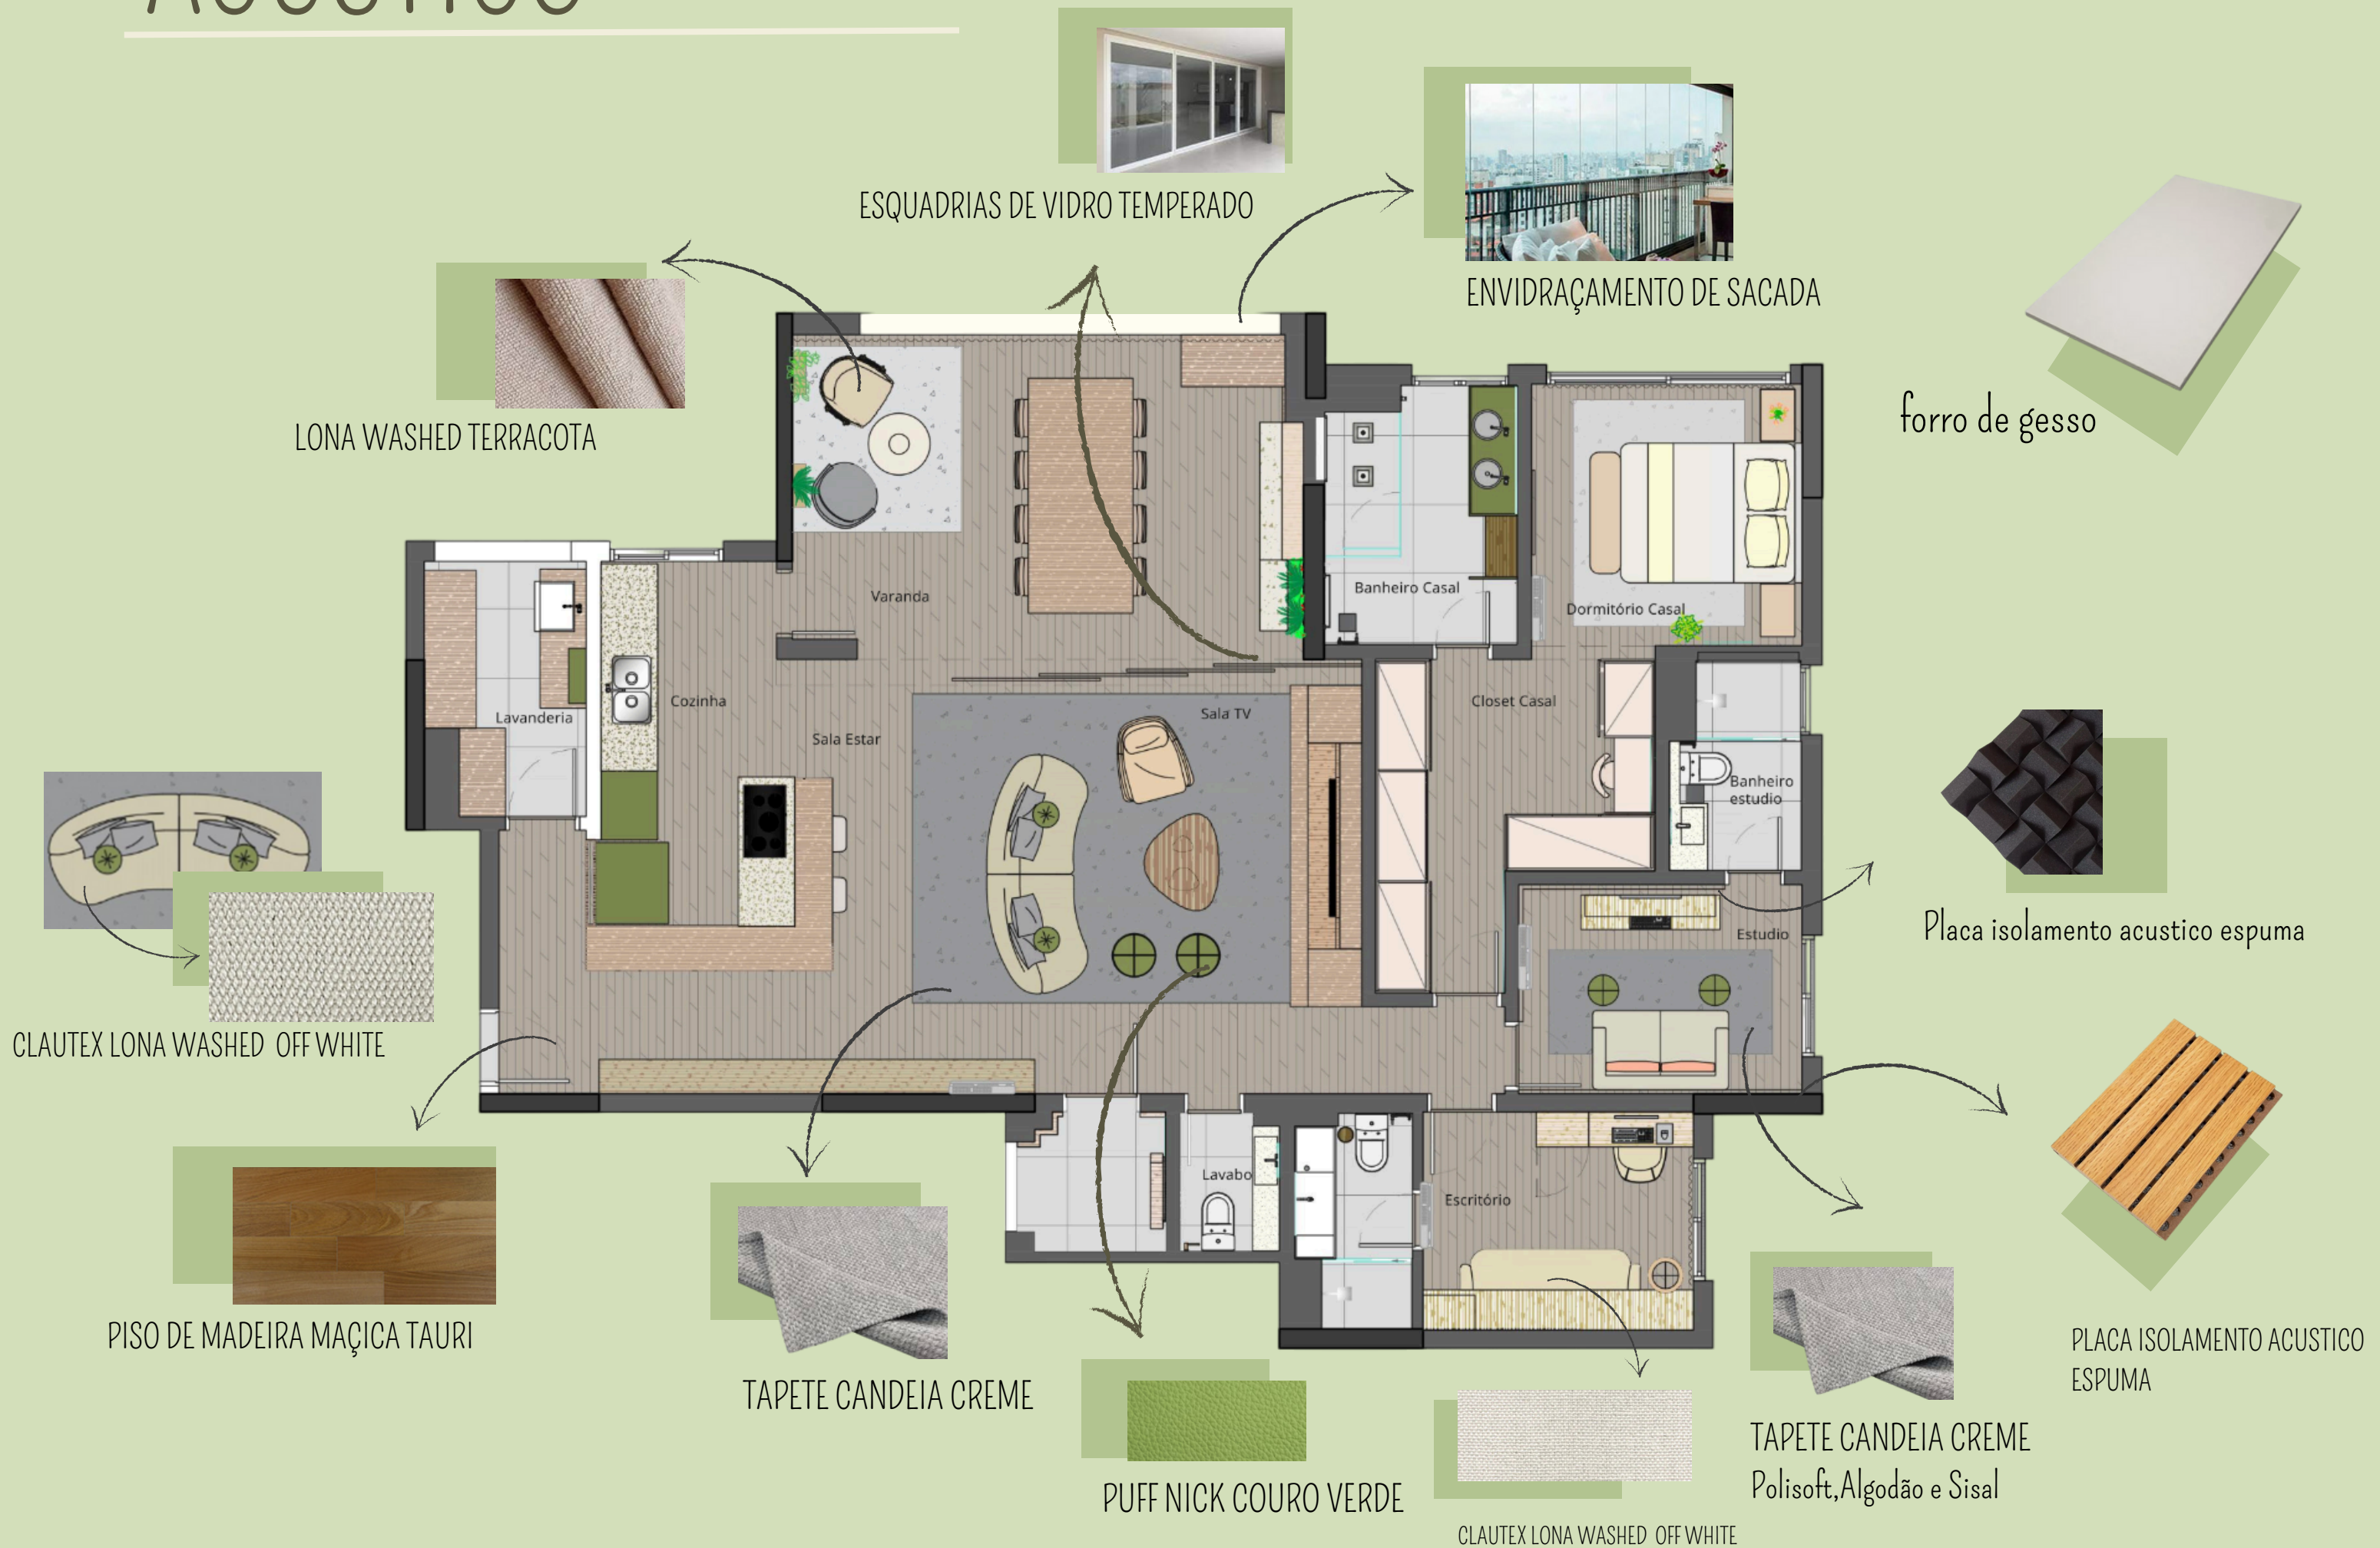 ACÚSTICO
ESQUADRIAS DE VIDRO TEMPERADO
ENVIDRAÇAMENTO DE SACADA
LONA WASHED TERRACOTA
forro de gesso
Varanda
Banheiro Casal
Dormitório Casal
Lavanderia
Cozinha
Sala Estar
Sala TV
Closet Casal
Banheiro
estudio
Estudio
Placa isolamento acustico espuma
CLAUTEX LONA WASHED OFF WHITE
Lavabo
Escritório
PISO DE MADEIRA MAÇICA TAURI
TAPETE CANDEIA CREME
PUFF NICK COURO VERDE
CLAUTEX LONA WASHED OFF WHITE
TAPETE CANDEIA CREME
Polisoft,Algodão e Sisal
PLACA ISOLAMENTO ACUSTICO
ESPUMA